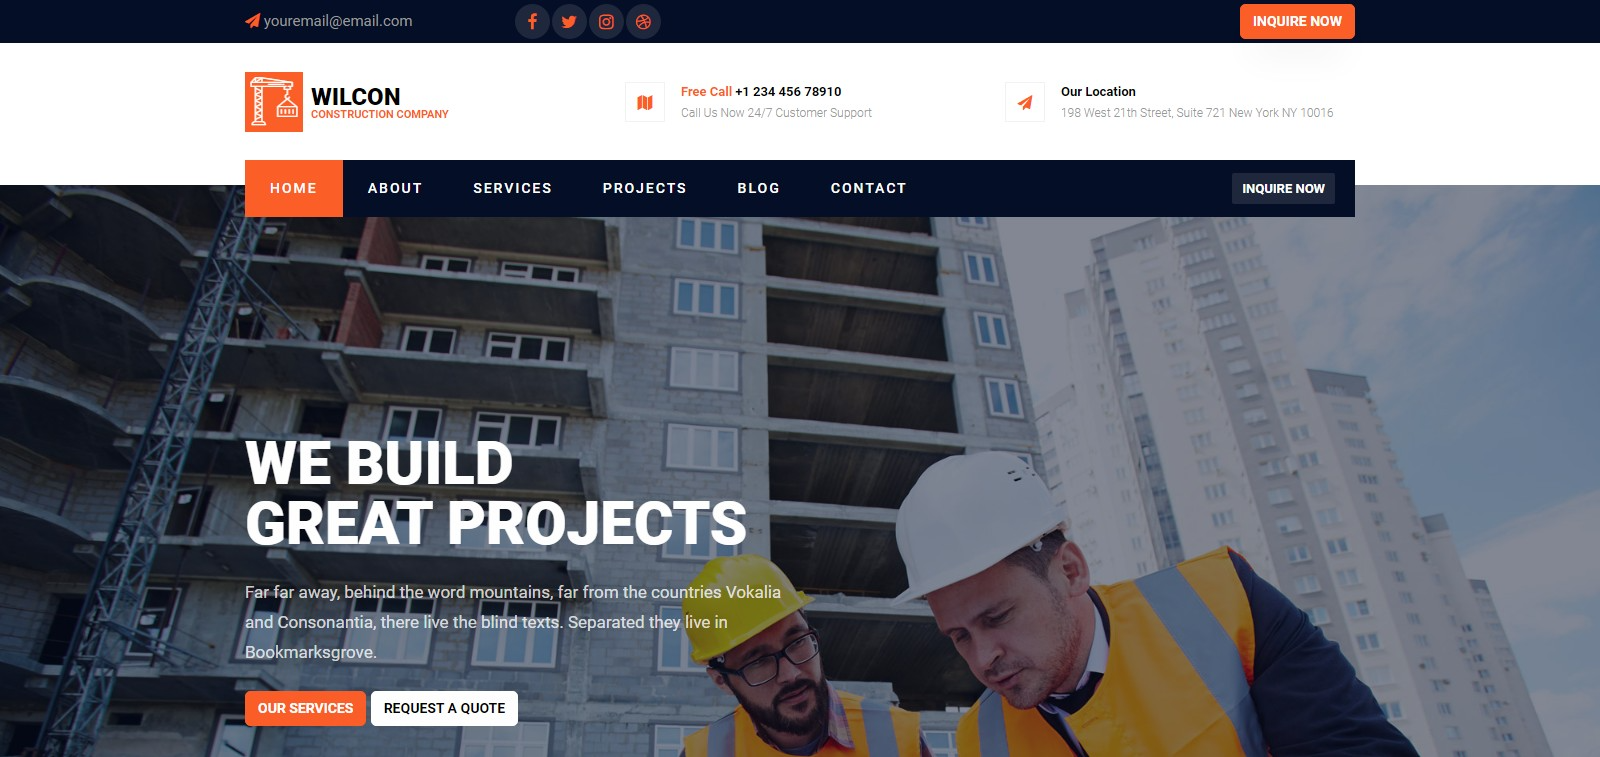 youremail@email.com
INQUIRE NOW
WILCON
CONSTRUCTION COMPANY
Free Call +1 234 456 78910
Call Us Now 24/7 Customer Support
Our Location
198 West 21th Street, Suite 721 New York NY 10016
HOME ABOUT SERVICES PROJECTS BLOG CONTACT INQUIRE NOW
WE BUILD
GREAT PROJECTS
Far far away, behind the word mountains, far from the countries Vokalia
and Consonantia, there live the blind texts. Separated they live in
Bookmarksgrove.
OUR SERVICES REQUEST A QUOTE